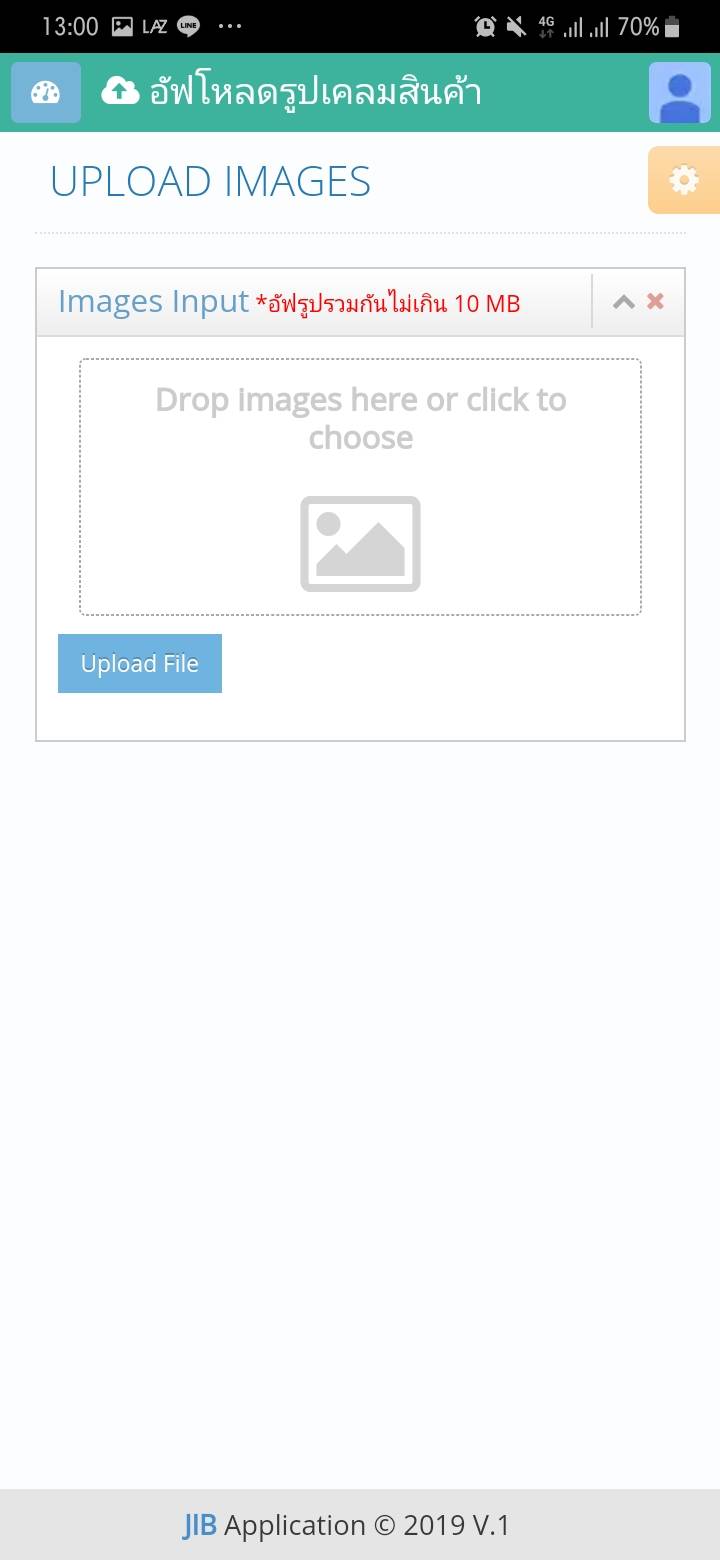 13:00 LAZ LINE ... 4G 70%
อัฟโหลดรูปเคลมสินค้า
UPLOAD IMAGES
Images Input *อัฟรูปรวมกันไม่เกิน 10 MB
Drop images here or click to
choose
Upload File
JIB Application © 2019 V.1